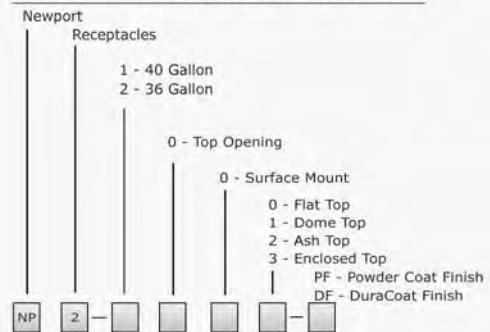 Newport
Receptacles
1 - 40 Gallon
2 - 36 Gallon
0 - Top Opening
0 - Surface Mount
0 - Flat Top
1 - Dome Top
2 - Ash Top
3 - Enclosed Top
PF - Powder Coat Finish
DF - DuraCoat Finish
NP 2 - -